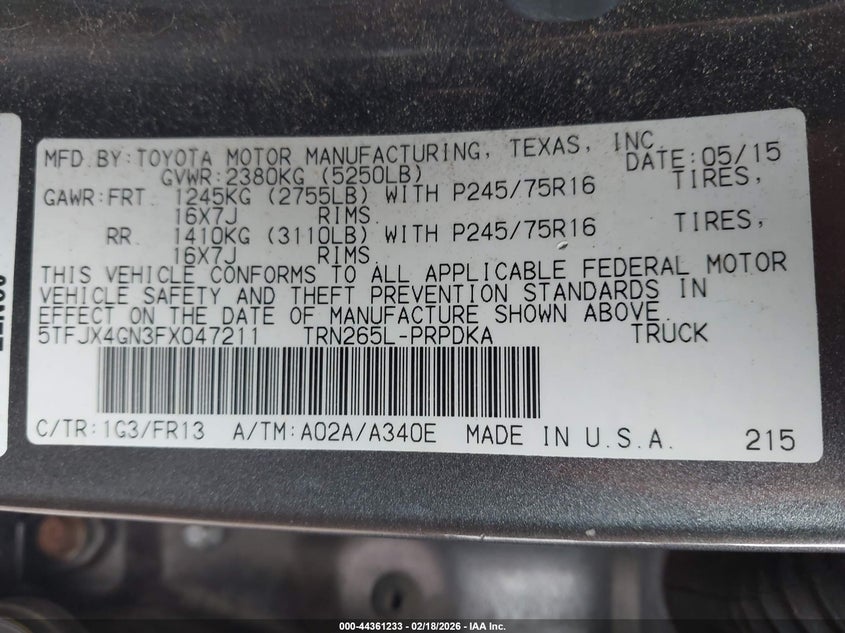 MFD.BY:TOYOTA MOTOR MANUFACTURING, TEXAS, INC.
GVWR:2380KG (5250LB) DATE:05/15
GAWR:FRT. 1245KG (2755LB) WITH P245/75R16 TIRES,
16X7J RIMS.
RR. 1410KG (3110LB) WITH P245/75R16 TIRES,
16X7J RIMS.
THIS VEHICLE CONFORMS TO ALL APPLICABLE FEDERAL MOTOR
VEHICLE SAFETY AND THEFT PREVENTION STANDARDS IN
EFFECT ON THE DATE OF MANUFACTURE SHOWN ABOVE.
5TFJX4GN3FX047211 TRN265L-PRPDKA TRUCK
C/TR:1G3/FR13 A/TM:A02A/A340E MADE IN U.S.A. 215
000-44361233 - 02/18/2026 - IAA Inc.